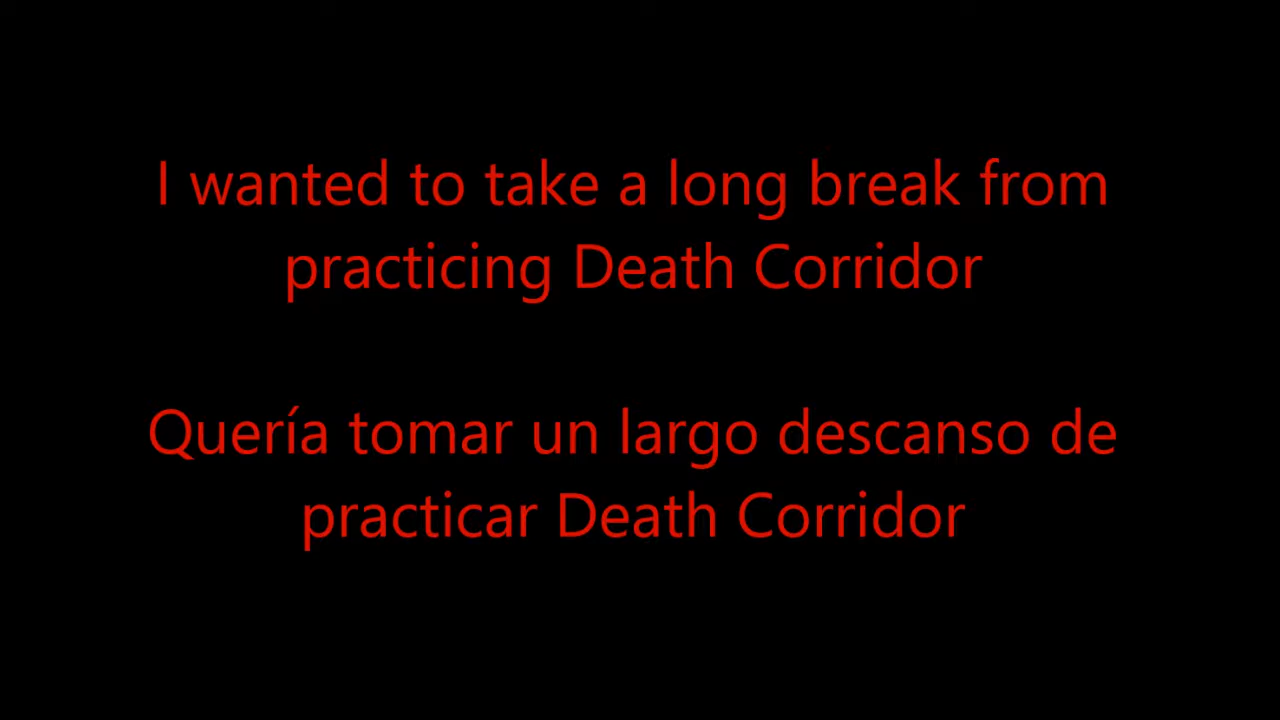 I wanted to take a long break from
practicing Death Corridor
Quería tomar un largo descanso de
practicar Death Corridor